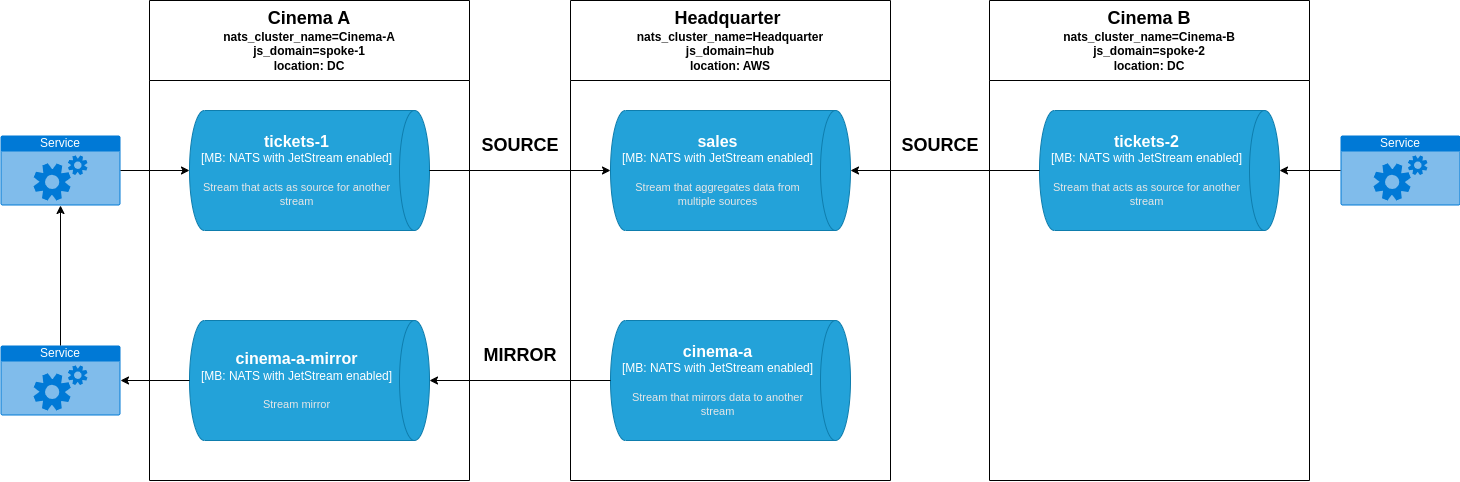 Cinema A
nats_cluster_name=Cinema-A
js_domain=spoke-1
location: DC
Headquarter
nats_cluster_name=Headquarter
js_domain=hub
location: AWS
Cinema B
nats_cluster_name=Cinema-B
js_domain=spoke-2
location: DC
Service
tickets-1
[MB: NATS with JetStream enabled]
Stream that acts as source for another
stream
SOURCE
sales
[MB: NATS with JetStream enabled]
Stream that aggregates data from
multiple sources
SOURCE
tickets-2
[MB: NATS with JetStream enabled]
Stream that acts as source for another
stream
Service
Service
cinema-a-mirror
[MB: NATS with JetStream enabled]
Stream mirror
MIRROR
cinema-a
[MB: NATS with JetStream enabled]
Stream that mirrors data to another
stream